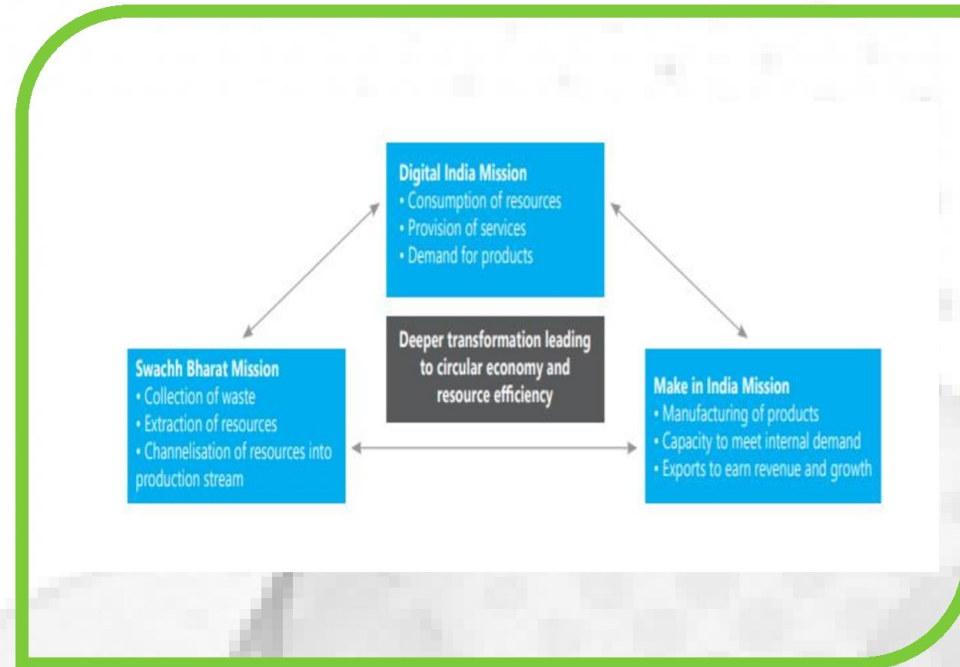 Digital India Mission
• Consumption of resources
• Provision of services
• Demand for products
Deeper transformation leading
to circular economy and
resource efficiency
Swachh Bharat Mission
• Collection of waste
• Extraction of resources
• Channelisation of resources into
production stream
Make in India Mission
• Manufacturing of products
• Capacity to meet internal demand
• Exports to earn revenue and growth